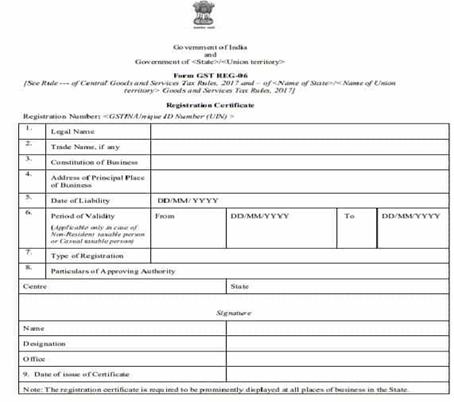 Government of India
and
Government of <State>/<Union territory>
Form GST REG-06
[See Rule --- of Central Goods and Services Tax Rules, 2017 and – of <Name of State>/<Name of Union
territory> Goods and Services Tax Rules, 2017]
Registration Certificate
Registration Number: <GSTIN/Unique ID Number (UIN) >
1. Legal Name
2. Trade Name, if any
3. Constitution of Business
4. Address of Principal Place
of Business
5. Date of Liability DD/MM/ YYYY
6. Period of Validity From DD/MM/YYYY To DD/MM/YYYY
(Applicable only in case of
Non-Resident taxable person
or Casual taxable person)
7. Type of Registration
8. Particulars of Approving Authority
Centre State
Signature
Name
Designation
Office
9. Date of issue of Certificate
Note: The registration certificate is required to be prominently displayed at all places of business in the State.